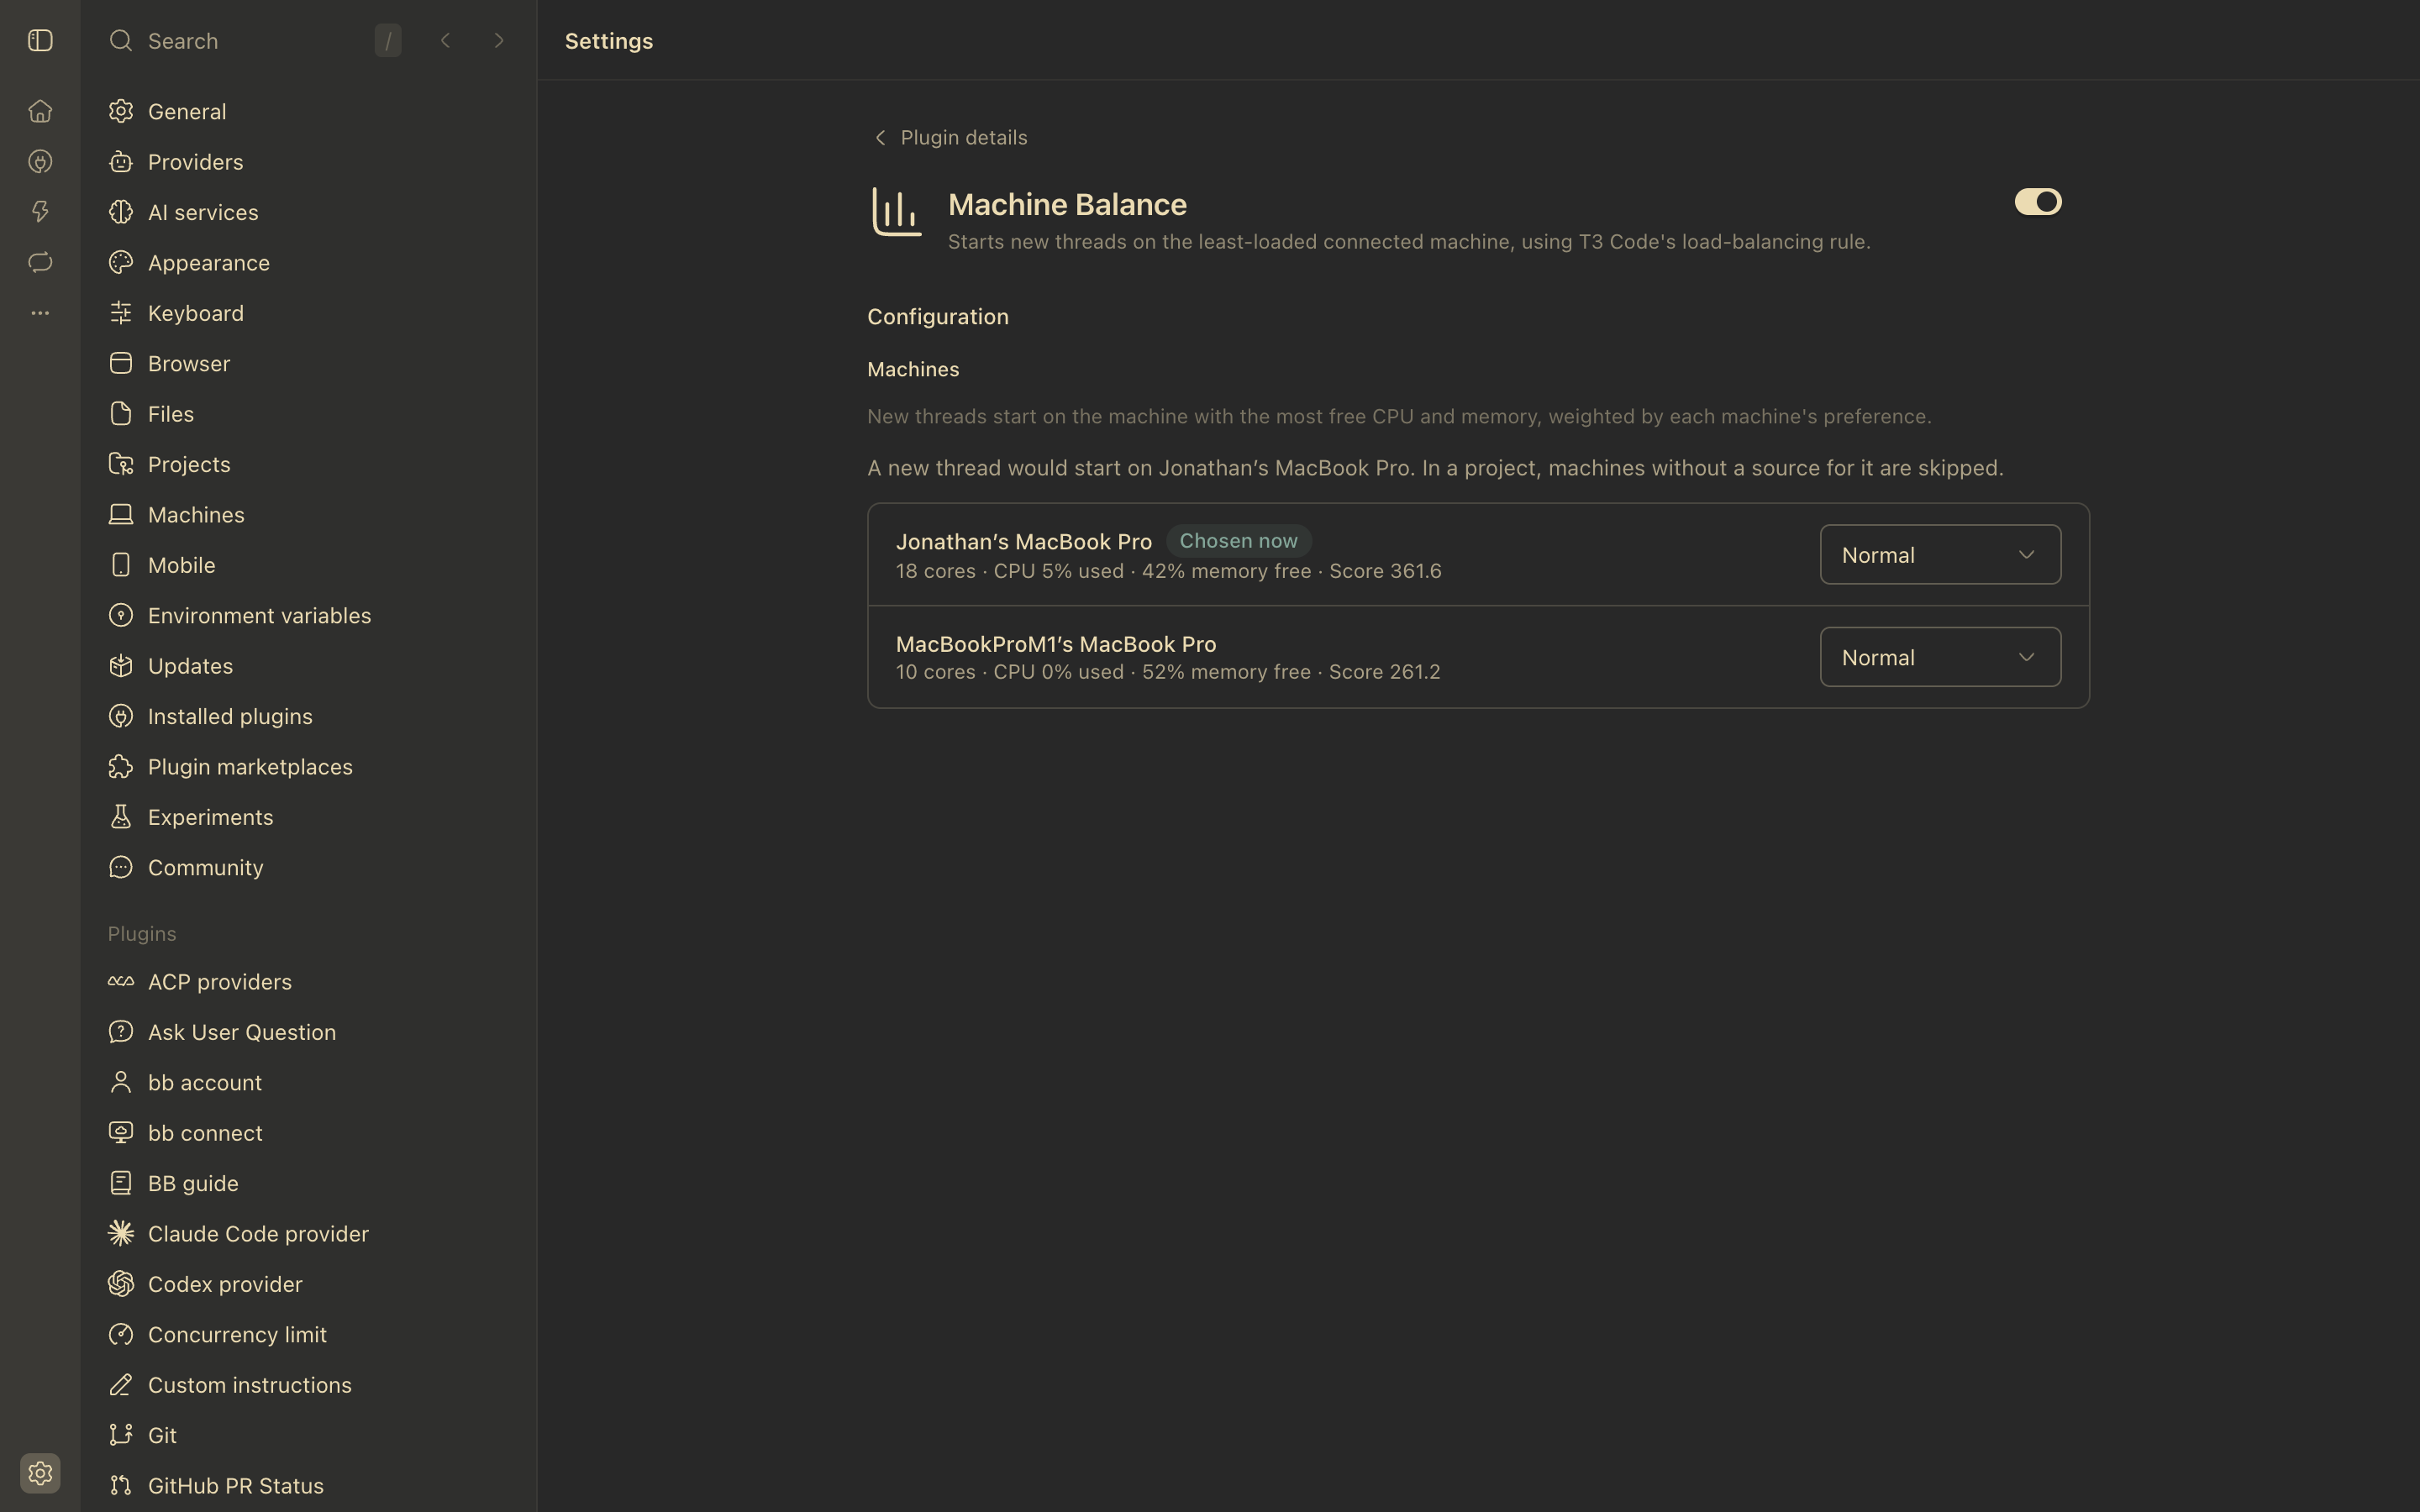 Search
/
Settings
General
Providers
AI services
Appearance
Keyboard
Browser
Files
Projects
Machines
Mobile
Environment variables
Updates
Installed plugins
Plugin marketplaces
Experiments
Community
Plugins
ACP providers
Ask User Question
bb account
bb connect
BB guide
Claude Code provider
Codex provider
Concurrency limit
Custom instructions
Git
GitHub PR Status
Plugin details
Machine Balance
Starts new threads on the least-loaded connected machine, using T3 Code's load-balancing rule.
Configuration
Machines
New threads start on the machine with the most free CPU and memory, weighted by each machine's preference.
A new thread would start on Jonathan’s MacBook Pro. In a project, machines without a source for it are skipped.
Jonathan’s MacBook Pro Chosen now
18 cores · CPU 5% used · 42% memory free · Score 361.6
Normal
MacBookProM1’s MacBook Pro
10 cores · CPU 0% used · 52% memory free · Score 261.2
Normal